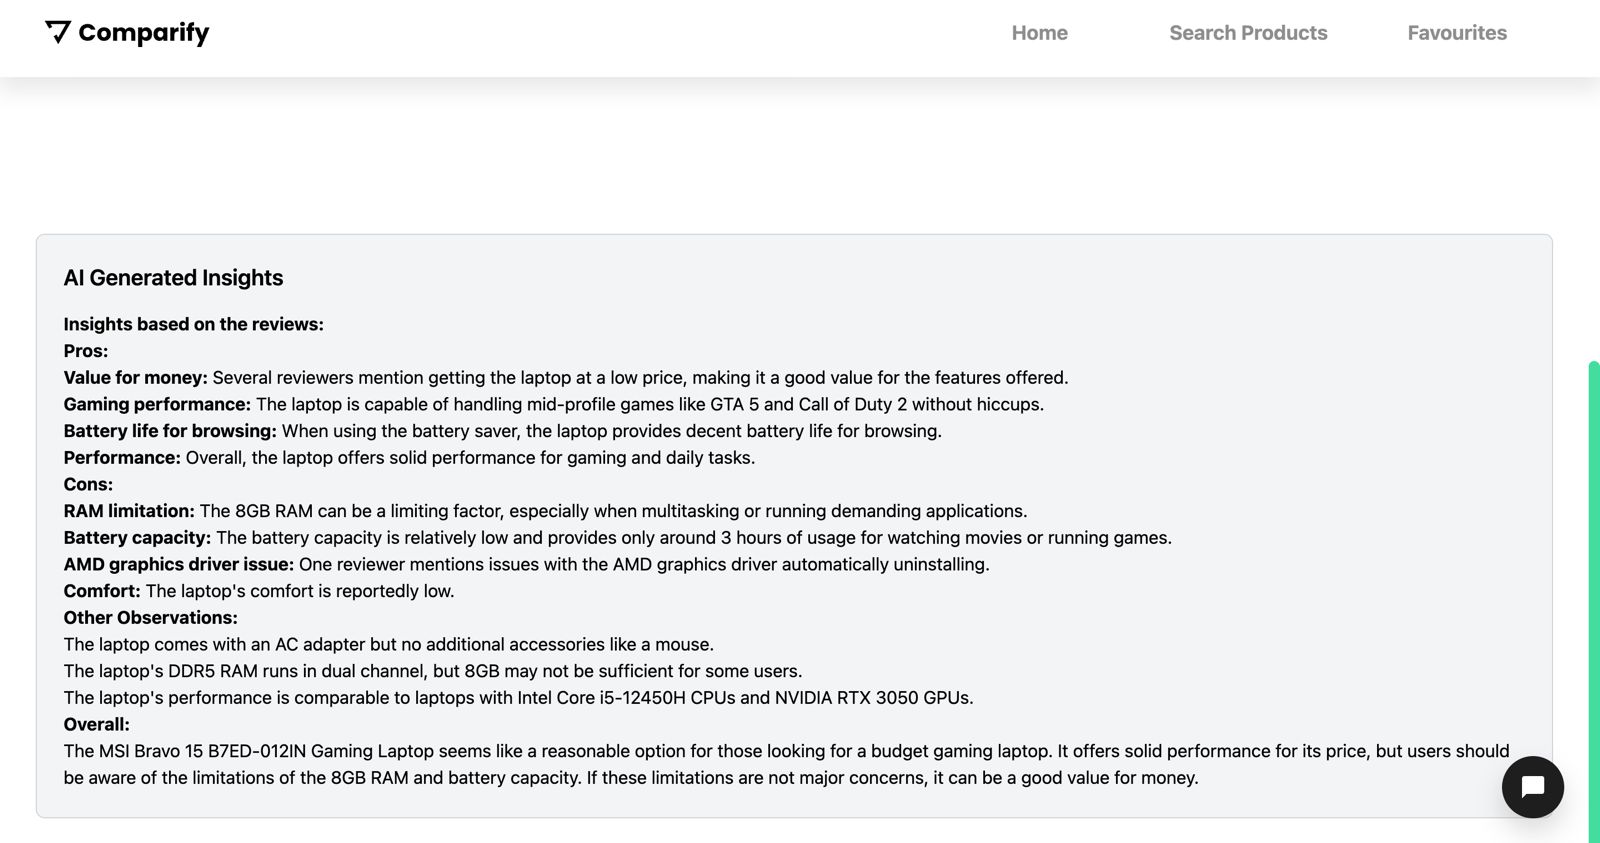 Comparify
Home
Search Products
Favourites
AI Generated Insights
Insights based on the reviews:
Pros:
Value for money: Several reviewers mention getting the laptop at a low price, making it a good value for the features offered.
Gaming performance: The laptop is capable of handling mid-profile games like GTA 5 and Call of Duty 2 without hiccups.
Battery life for browsing: When using the battery saver, the laptop provides decent battery life for browsing.
Performance: Overall, the laptop offers solid performance for gaming and daily tasks.
Cons:
RAM limitation: The 8GB RAM can be a limiting factor, especially when multitasking or running demanding applications.
Battery capacity: The battery capacity is relatively low and provides only around 3 hours of usage for watching movies or running games.
AMD graphics driver issue: One reviewer mentions issues with the AMD graphics driver automatically uninstalling.
Comfort: The laptop's comfort is reportedly low.
Other Observations:
The laptop comes with an AC adapter but no additional accessories like a mouse.
The laptop's DDR5 RAM runs in dual channel, but 8GB may not be sufficient for some users.
The laptop's performance is comparable to laptops with Intel Core i5-12450H CPUs and NVIDIA RTX 3050 GPUs.
Overall:
The MSI Bravo 15 B7ED-012IN Gaming Laptop seems like a reasonable option for those looking for a budget gaming laptop. It offers solid performance for its price, but users should
be aware of the limitations of the 8GB RAM and battery capacity. If these limitations are not major concerns, it can be a good value for money.